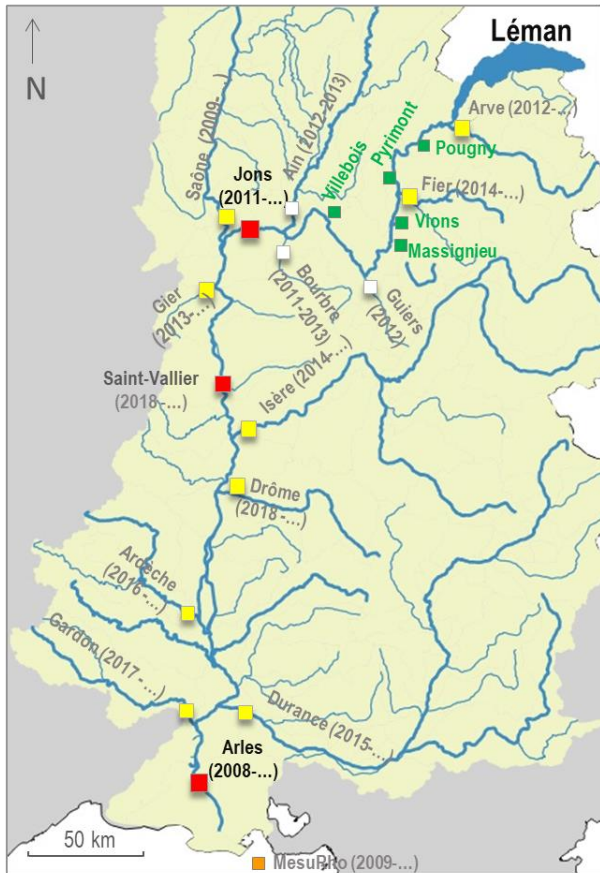 Léman
N
Saône (2009-...)
Ain (2012-2013)
Arve (2012-...)
Pougny
Pyrimont
Villebois
Jons
(2011-...)
Fier (2014-...)
Vions
Massignieu
Bourbre
(2011-2013)
Guiers
(2012)
Gier
(2013-...)
Saint-Vallier
(2018-...)
Isère (2014-...)
Drôme
(2018-...)
Ardèche
(2016-...)
Gardon (2017-...)
Durance (2015-...)
Arles
(2008-...)
50 km
MesuRho (2009-...)